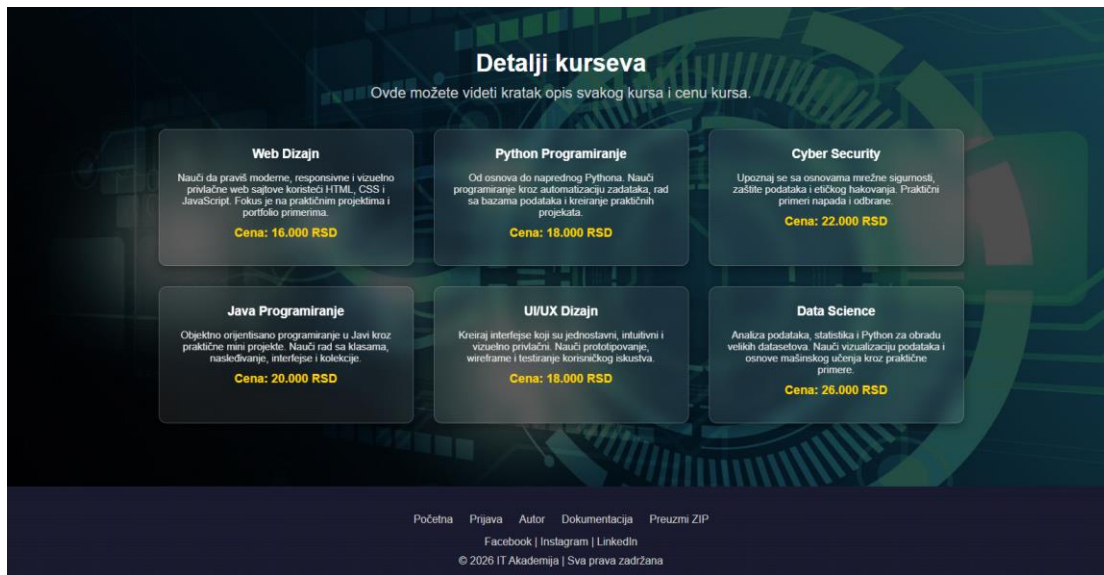 Detalji kurseva
Ovde možete videti kratak opis svakog kursa i cenu kursa.
Web Dizajn
Nauči da praviš moderne, responsivne i vizuelno
privlačne web sajtove koristeći HTML, CSS i
JavaScript. Fokus je na praktičnim projektima i
portfolio primerima.
Cena: 16.000 RSD
Python Programiranje
Od osnova do naprednog Pythona. Nauči
programiranje kroz automatizaciju zadataka, rad
sa bazama podataka i kreiranje praktičnih
projekata.
Cena: 18.000 RSD
Cyber Security
Upoznaj se sa osnovama mrežne sigurnosti,
zaštite podataka i etičkog hakovanja. Praktični
primeri napada i odbrane.
Cena: 22.000 RSD
Java Programiranje
Objektno orijentisano programiranje u Javi kroz
praktične mini projekte. Nauči rad sa klasama,
nasleđivanje, interfejse i kolekcije.
Cena: 20.000 RSD
UI/UX Dizajn
Kreiraj interfejse koji su jednostavni, intuitivni i
vizuelno privlačni. Nauči prototipovanje,
wireframe i testiranje korisničkog iskustva.
Cena: 18.000 RSD
Data Science
Analiza podataka, statistika i Python za obradu
velikih datasetova. Nauči vizualizaciju podataka i
osnove mašinskog učenja kroz praktične
primere.
Cena: 26.000 RSD
Početna Prijava Autor Dokumentacija Preuzmi ZIP
Facebook | Instagram | LinkedIn
© 2026 IT Akademija | Sva prava zadržana